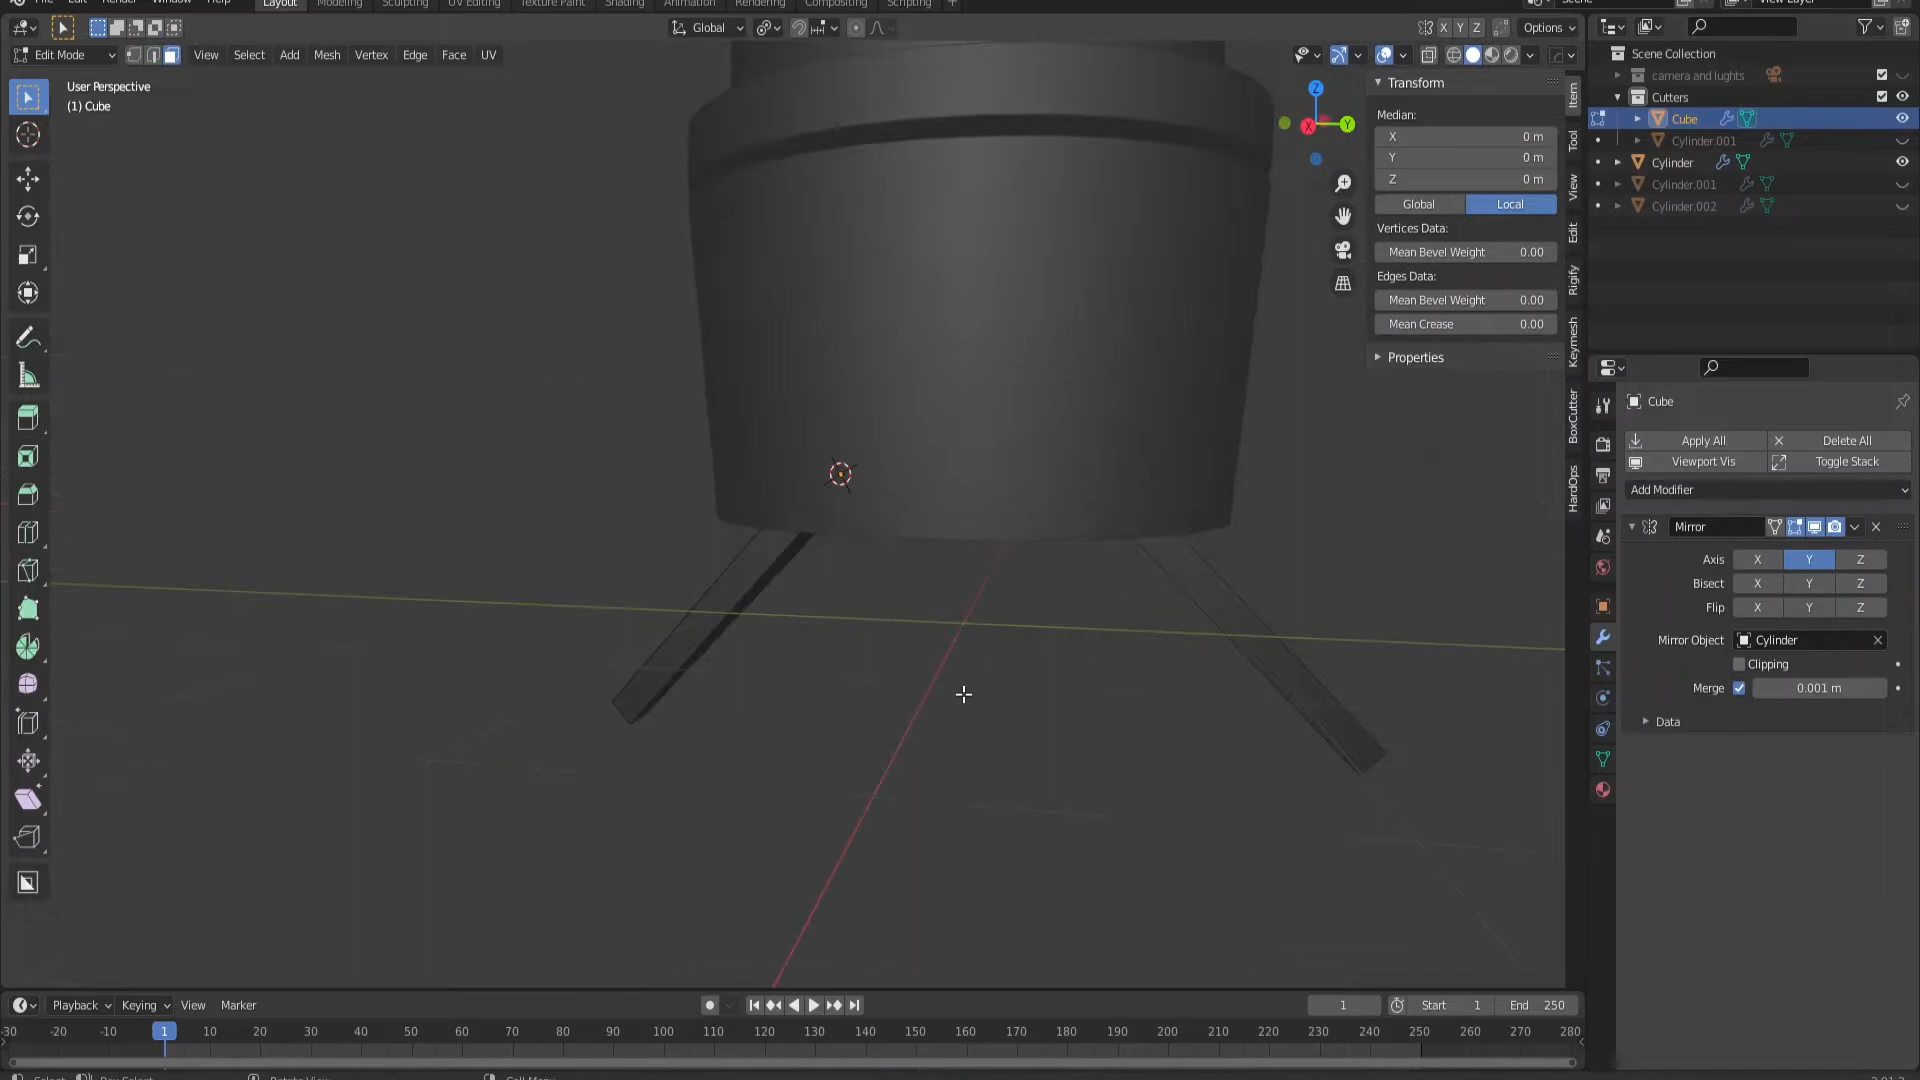 Layout Modeling Sculpting UV Editing Texture Paint Shading Animation Rendering Compositing Scripting
Global
X Y Z
Options
Edit Mode View Select Add Mesh Vertex Edge Face UV
User Perspective
(1) Cube
Z
X
Y
Transform
Median:
X 0 m
Y 0 m
Z 0 m
Global Local
Vertices Data:
Mean Bevel Weight 0.00
Edges Data:
Mean Bevel Weight 0.00
Mean Crease 0.00
Properties
Item
Tool
View
Edit
Rigify
Keymesh
BoxCutter
HardOps
Scene Collection
camera and lughts
Cutters
Cube
Cylinder.001
Cylinder
Cylinder.001
Cylinder.002
Cube
Apply All Delete All
Viewport Vis Toggle Stack
Add Modifier
Mirror
Axis X Y Z
Bisect X Y Z
Flip X Y Z
Mirror Object Cylinder
Clipping
Merge 0.001 m
Data
Playback Keying View Marker
1 Start 1 End 250
-30 -20 -10 1 10 20 30 40 50 60 70 80 90 100 110 120 130 140 150 160 170 180 190 200 210 220 230 240 250 260 270 280